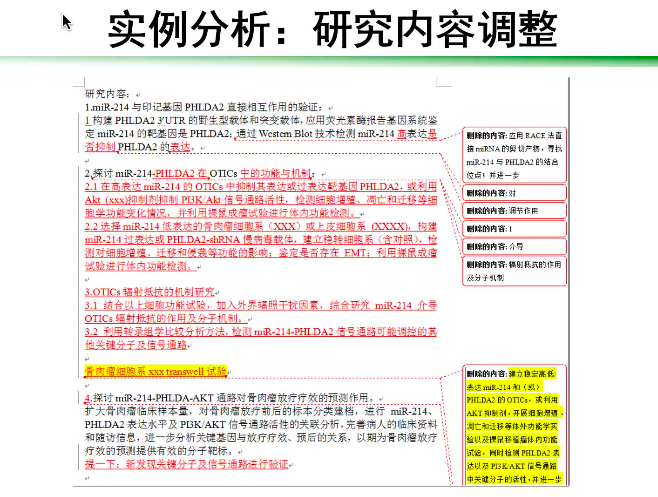 实例分析：研究内容调整
研究内容：
1.miR-214 与印记基因 PHLDA2 直接相互作用的验证：
1 构建 PHLDA2 3'UTR 的野生型载体和突变载体,应用荧光素酶报告基因系统鉴
定 miR-214 的靶基因是 PHLDA2; 通过 Western Blot 技术检测 miR-214 高表达是
否抑制 PHLDA2 的表达。
2.探讨 miR-214-PHLDA2 在 OTICs 中的功能与机制:
2.1 在高表达 miR-214 的 OTICs 中抑制其表达或过表达靶基因 PHLDA2，或利用
Akt (xxx)抑制剂抑制 PI3K/Akt 信号通路活性，检测细胞增殖、凋亡和迁移等细
胞学功能变化情况，并利用裸鼠成瘤试验进行体内功能检测。
2.2 选择 miR-214 低表达的骨肉瘤细胞系（XXX）或上皮细胞系 (XXXX)，构建
miR-214 过表达或 PHLDA2-shRNA 慢病毒载体，建立稳转细胞系（含对照），检
测对细胞增殖、迁移和侵袭等功能的影响；鉴定是否存在 EMT；利用裸鼠成瘤
试验进行体内功能检测。
3.OTICs 辐射抵抗的机制研究
3.1 结合以上细胞功能试验，加入外界辐照干扰因素，综合研究 miR-214 介导
OTICs 辐射抵抗的作用及分子机制。
3.2 利用转录组学比较分析方法，检测 miR-214-PHLDA2 信号通路可能调控的其
他关键分子及信号通路
骨肉瘤细胞系 xxx transwell 试验
4.探讨 miR-214-PHLDA-AKT 通路对骨肉瘤放疗疗效的预测作用。
扩大骨肉瘤临床样本量，对骨肉瘤放疗前后的标本分类建档，进行 miR-214、
PHLDA2 表达水平及 PI3K/AKT 信号通路活性的关联分析，完善病人的临床资料
和随访信息，进一步分析关键基因与放疗疗效、预后的关系，以期为骨肉瘤放疗
疗效的预测提供有效的分子靶标。
提一下：新发现关键分子及信号通路进行验证
删除的内容: 应用 RACE 法直
接 miRNA 的剪切产物，寻找
miR-214 与 PHLDA2 的结合
位点！并进一步
删除的内容: 对
删除的内容: 调节作用
删除的内容: 1
删除的内容: 介导
删除的内容: 辐射抵抗的作用
及分子机制
删除的内容: 建立稳定高低
表达 miR-214 和（或）
PHLDA2 的 OTICs，或利用
AKT 抑制剂，开展细胞增殖、
凋亡和迁移等体外功能学实
验以及裸鼠移植瘤体内功能
试验，同时检测 PHLDA2 表
达以及 PI3K/AKT 信号通路
中关键分子的活性，并进一步